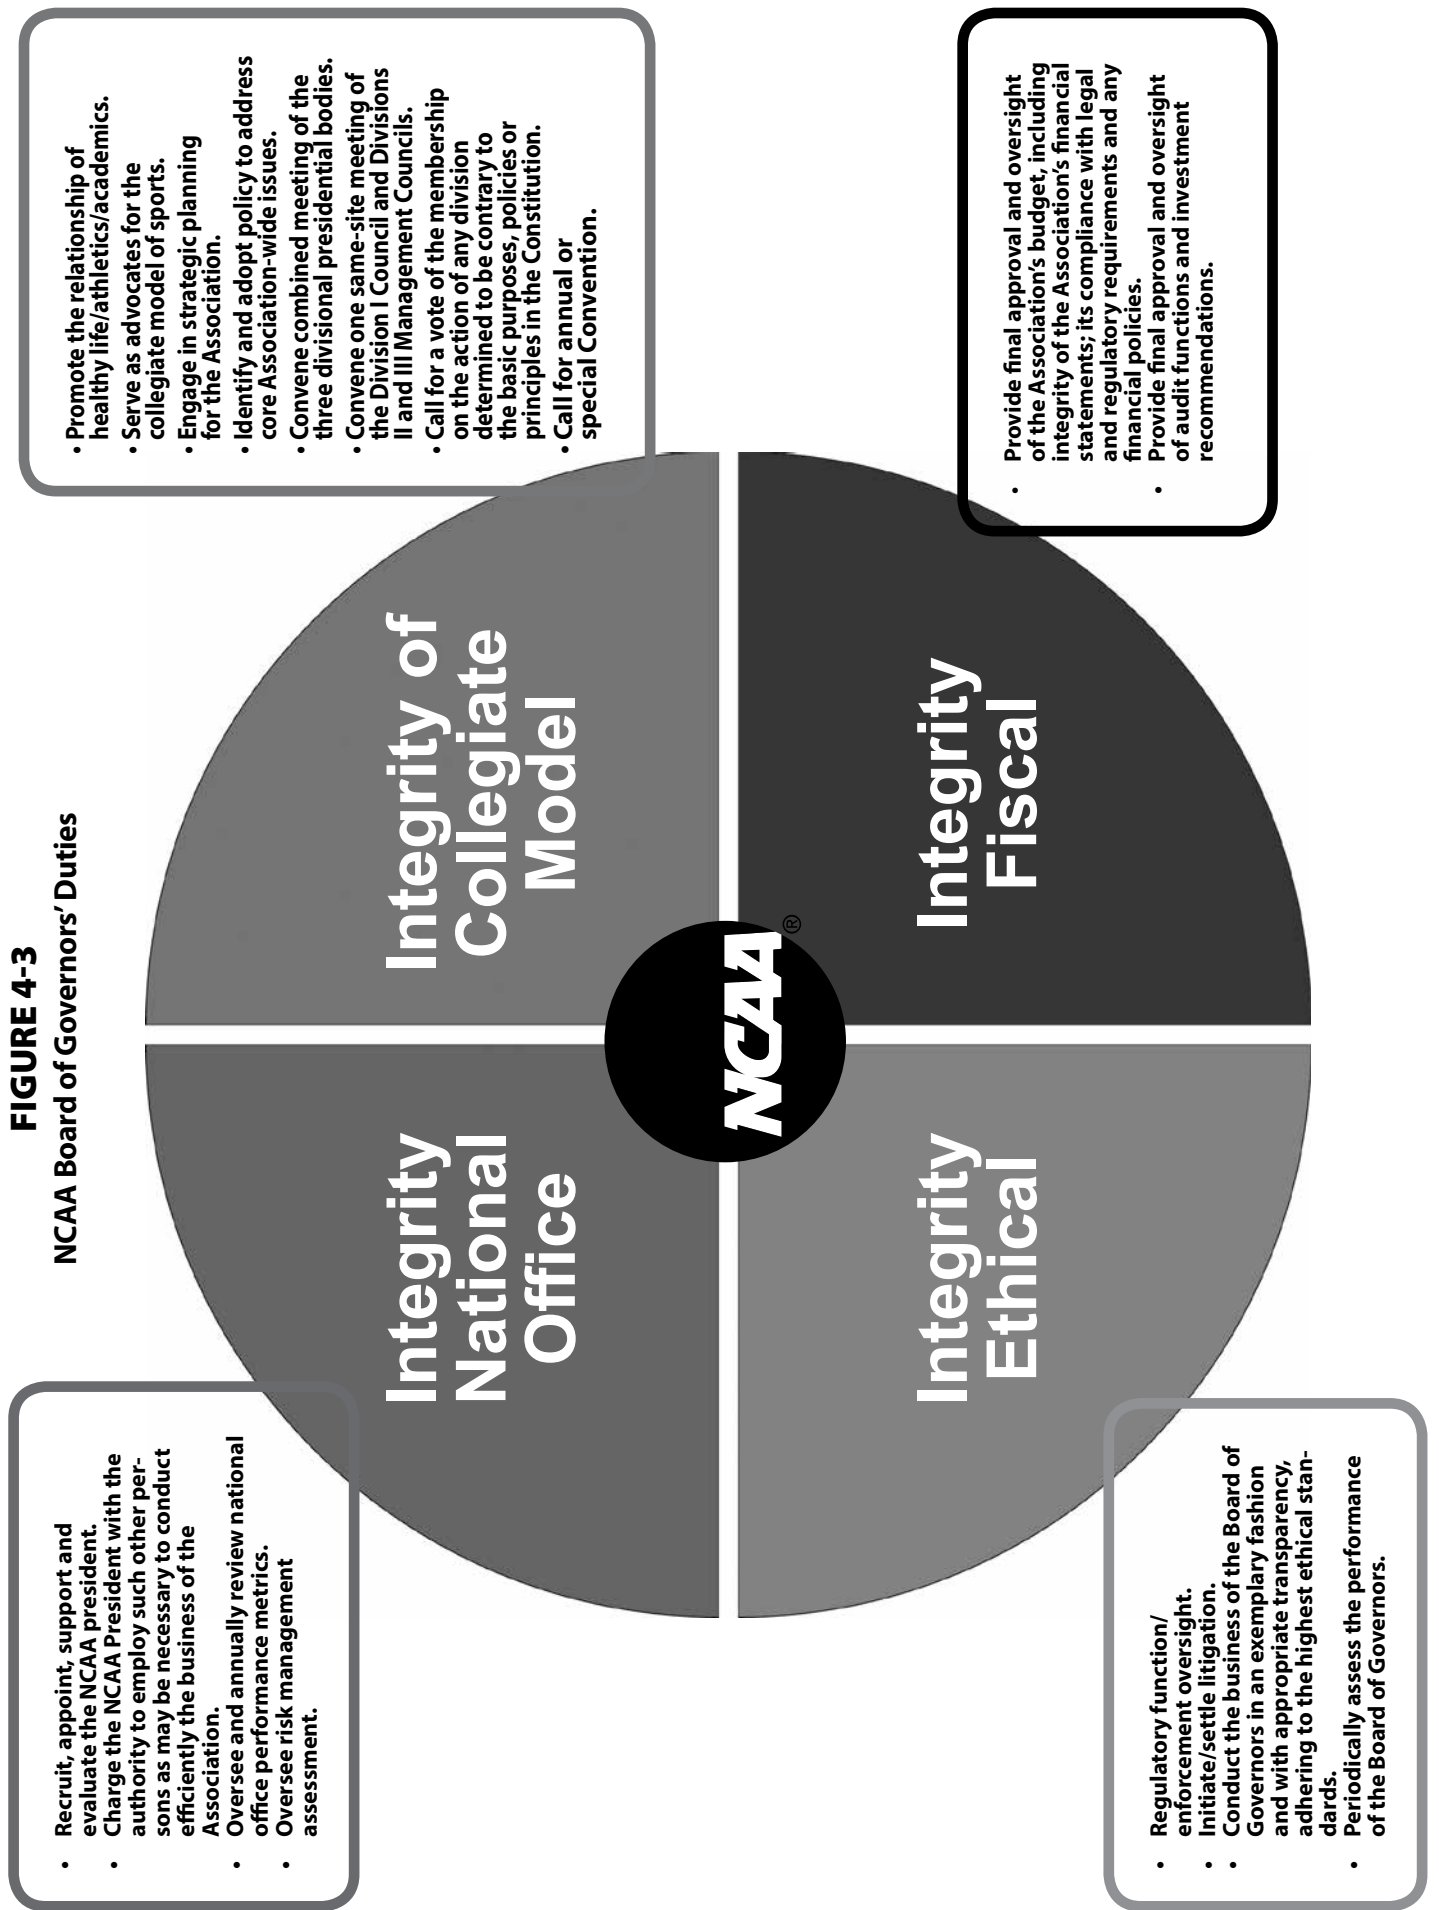 FIGURE 4-3
NCAA Board of Governors’ Duties
• Recruit, appoint, support and
evaluate the NCAA president.
• Charge the NCAA President with the
authority to employ such other per-
sons as may be necessary to conduct
efficiently the business of the
Association.
• Oversee and annually review national
office performance metrics.
• Oversee risk management
assessment.
• Promote the relationship of
healthy life/athletics/academics.
• Serve as advocates for the
collegiate model of sports.
• Engage in strategic planning
for the Association.
• Identify and adopt policy to address
core Association-wide issues.
• Convene combined meeting of the
three divisional presidential bodies.
• Convene one same-site meeting of
the Division I Council and Divisions
II and III Management Councils.
• Call for a vote of the membership
on the action of any division
determined to be contrary to
the basic purposes, policies or
principles in the Constitution.
• Call for annual or
special Convention.
Integrity
National
Office
Integrity of
Collegiate
Model
NCAA®
Integrity
Ethical
Integrity
Fiscal
• Regulatory function/
enforcement oversight.
• Initiate/settle litigation.
• Conduct the business of the Board of
Governors in an exemplary fashion
and with appropriate transparency,
adhering to the highest ethical stan-
dards.
• Periodically assess the performance
of the Board of Governors.
• Provide final approval and oversight
of the Association’s budget, including
integrity of the Association’s financial
statements; its compliance with legal
and regulatory requirements and any
financial policies.
• Provide final approval and oversight
of audit functions and investment
recommendations.